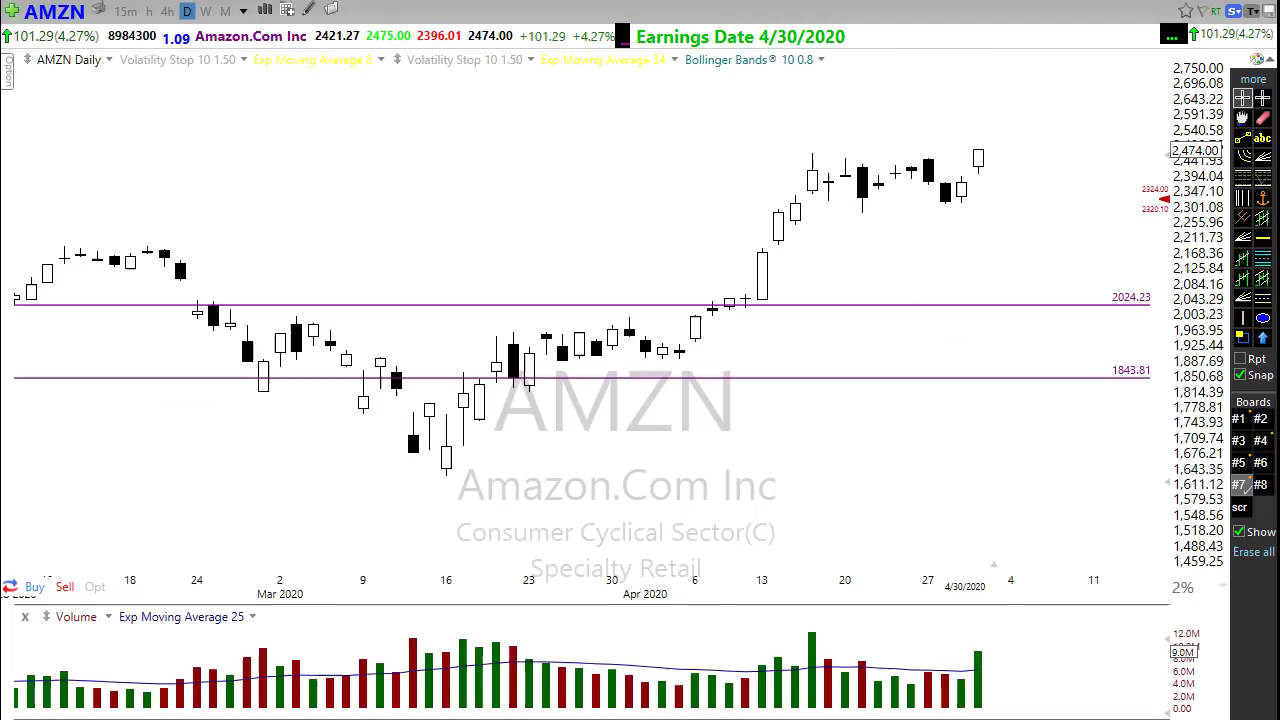 AMZN 15m h 4h D W M RT S T
101.29(4.27%) 8984300 1.09 Amazon.Com Inc 2421.27 2475.00 2396.01 2474.00 +101.29 +4.27% ... Earnings Date 4/30/2020 ... 101.29(4.27%)
Option
AMZN Daily Volatility Stop 10 1.50 Exp Moving Average 8 Volatility Stop 10 1.50 Exp Moving Average 34 Bollinger Bands® 10 0.8
2,750.00
2,696.08
2,643.22
2,591.39
2,540.58
2,474.00
2,441.93
2,394.04
2,347.10
2,301.08
2,255.96
2,211.73
2,168.36
2,125.84
2,084.16
2,043.29
2,003.23
1,963.95
1,925.44
1,887.69
1,850.68
1,814.39
1,778.81
1,743.93
1,709.74
1,676.21
1,643.35
1,611.12
1,579.53
1,548.56
1,518.20
1,488.43
1,459.25
2324.00
2320.10
2024.23
1843.81
AMZN
Amazon.Com Inc
Consumer Cyclical Sector(C)
Specialty Retail
more
abc
Rpt
Snap
Boards
#1 #2
#3 #4
#5 #6
#7 #8
scr
Show
Erase all
18 24 2 9 16 23 30 6 13 20 27 4/30/2020 4 11
Mar 2020 Apr 2020
Buy Sell Opt
2%
X Volume Exp Moving Average 25
12.0M
9.0M
8.0M
6.0M
4.0M
2.0M
0.00